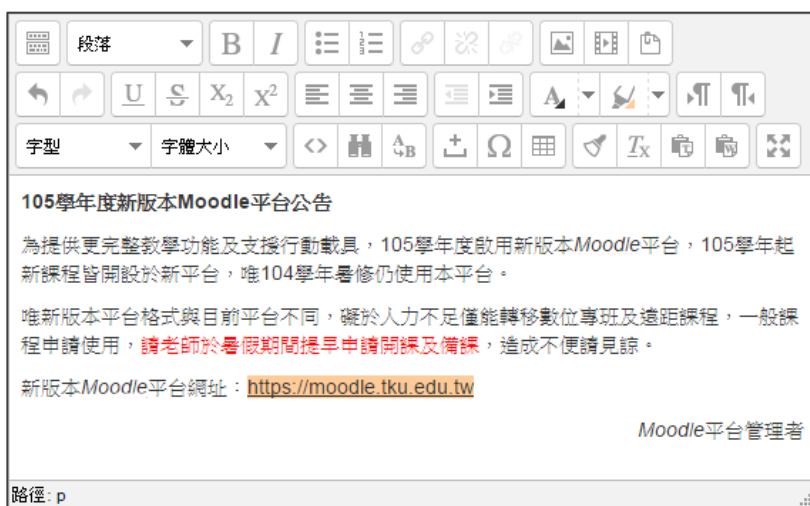 段落 B I
U S X2 X2 A ¶ ¶
字型 字體大小 <> A B Ω Tx T W
105學年度新版本Moodle平台公告
為提供更完整教學功能及支援行動載具，105學年度啟用新版本Moodle平台，105學年起
新課程皆開設於新平台，唯104學年暑修仍使用本平台。
唯新版本平台格式與目前平台不同，礙於人力不足僅能轉移數位專班及遠距課程，一般課
程申請使用，請老師於暑假期間提早申請開課及備課，造成不便請見諒。
新版本Moodle平台網址：https://moodle.tku.edu.tw
Moodle平台管理者
路徑: p